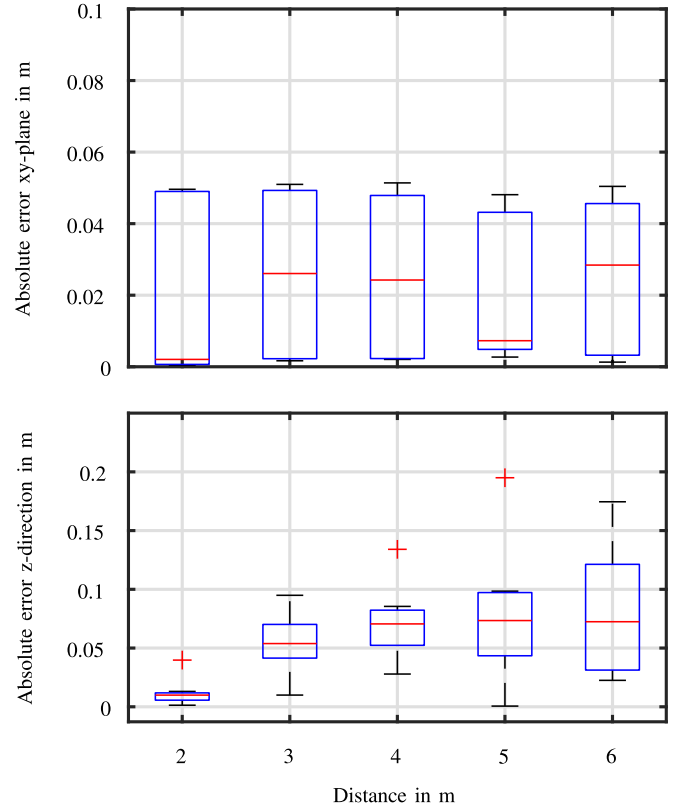 0.1
0.08
0.06
0.04
0.02
0
Absolute error xy-plane in m
0.2
0.15
0.1
0.05
0
Absolute error z-direction in m
2 3 4 5 6
Distance in m